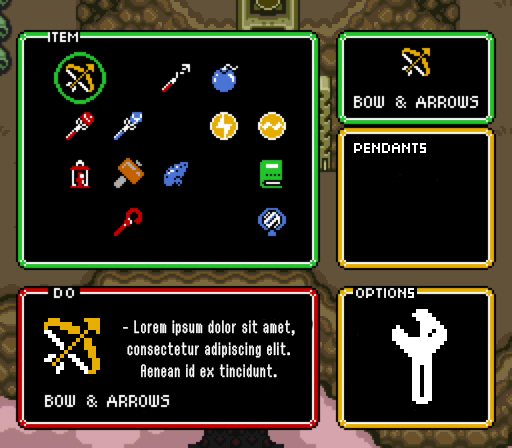 ITEM
BOW & ARROWS
PENDANTS
DO
- Lorem ipsum dolor sit amet,
consectetur adipiscing elit.
Aenean id ex tincidunt.
BOW & ARROWS
OPTIONS